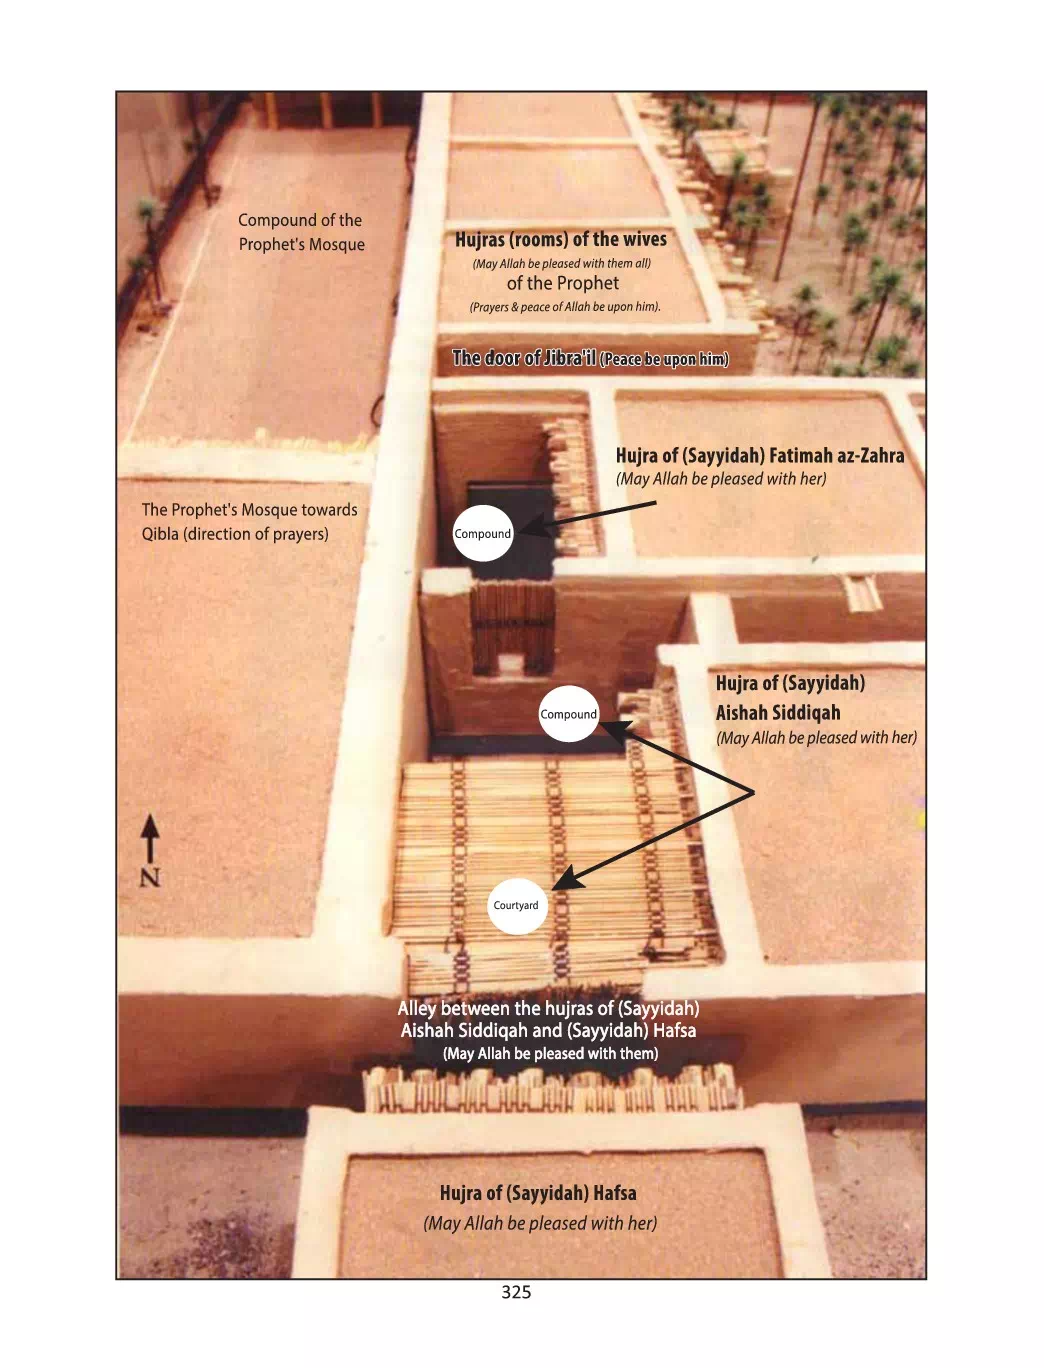 Compound of the
Prophet's Mosque
Hujras (rooms) of the wives
(May Allah be pleased with them all)
of the Prophet
(Prayers & peace of Allah be upon him).
The door of Jibra'il (Peace be upon him)
Hujra of (Sayyidah) Fatimah az-Zahra
(May Allah be pleased with her)
The Prophet's Mosque towards
Qibla (direction of prayers)
Compound
Hujra of (Sayyidah)
Aishah Siddiqah
(May Allah be pleased with her)
Compound
N
Courtyard
Alley between the hujras of (Sayyidah)
Aishah Siddiqah and (Sayyidah) Hafsa
(May Allah be pleased with them)
Hujra of (Sayyidah) Hafsa
(May Allah be pleased with her)
325